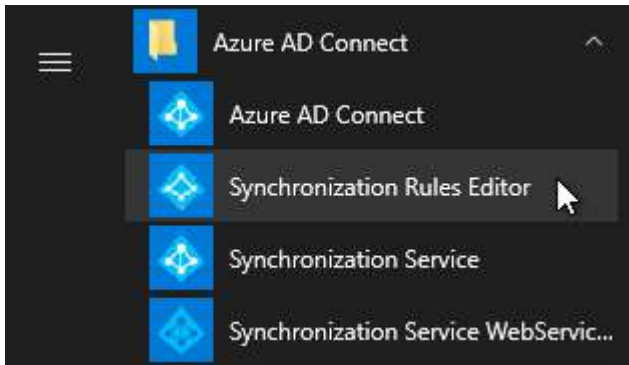 Azure AD Connect
Azure AD Connect
Synchronization Rules Editor
Synchronization Service
Synchronization Service WebServic...